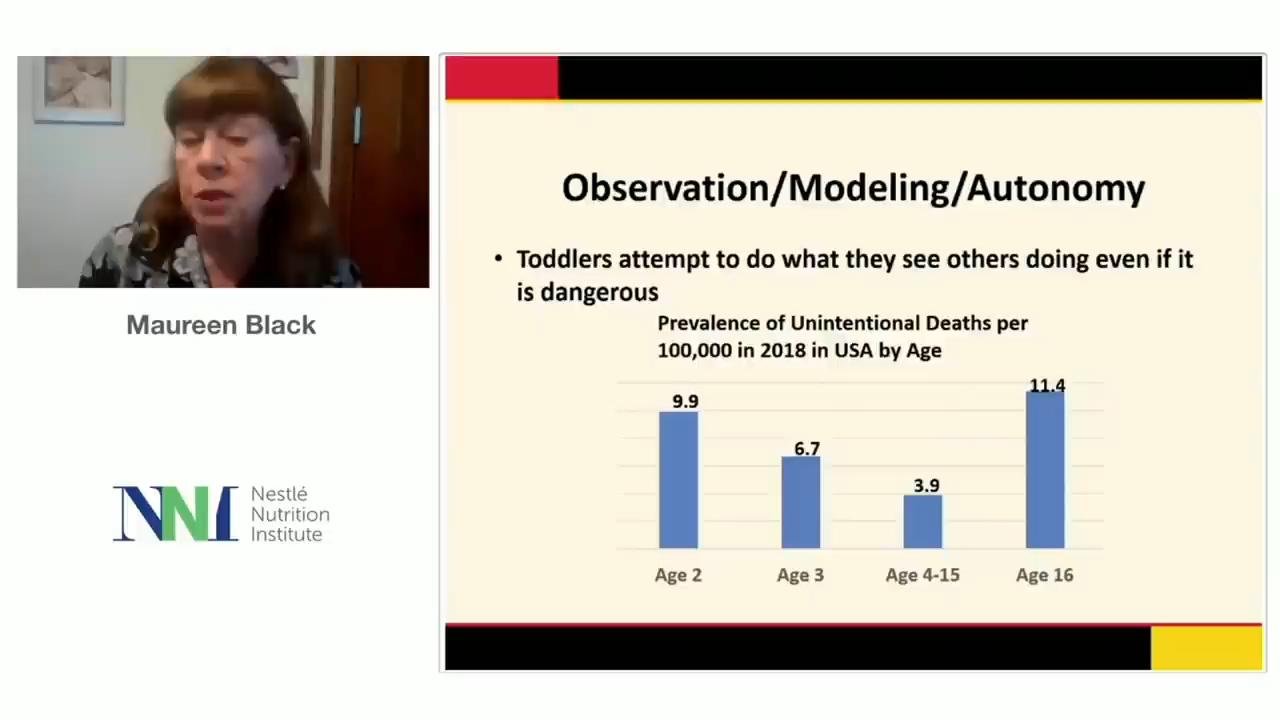 Maureen Black
NNI
Nestlé
Nutrition
Institute
Observation/Modeling/Autonomy
• Toddlers attempt to do what they see others doing even if it
is dangerous
Prevalence of Unintentional Deaths per
100,000 in 2018 in USA by Age
9.9
6.7
3.9
11.4
Age 2
Age 3
Age 4-15
Age 16